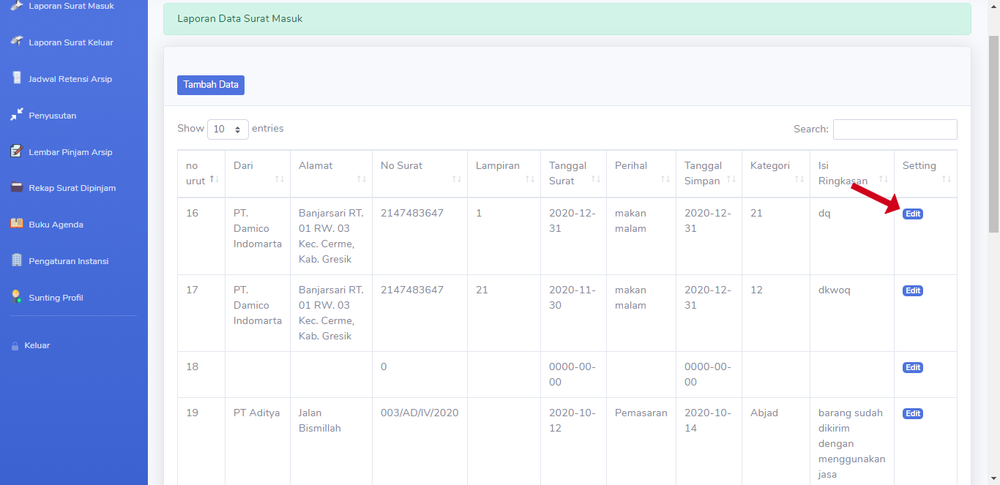 Laporan Surat Masuk
Laporan Surat Keluar
Jadwal Retensi Arsip
Penyusutan
Lembar Pinjam Arsip
Rekap Surat Dipinjam
Buku Agenda
Pengaturan Instansi
Sunting Profil
Keluar
Laporan Data Surat Masuk
Tambah Data
Show 10 entries
Search:
no urut Dari Alamat No Surat Lampiran Tanggal Surat Perihal Tanggal Simpan Kategori Isi Ringkasan Setting
16 PT. Damico Indomarta Banjarsari RT. 01 RW. 03 Kec. Cerme, Kab. Gresik 2147483647 1 2020-12-31 makan malam 2020-12-31 21 dq Edit
17 PT. Damico Indomarta Banjarsari RT. 01 RW. 03 Kec. Cerme, Kab. Gresik 2147483647 21 2020-11-30 makan malam 2020-12-31 12 dkwoq Edit
18 0 0000-00-00 0000-00-00 Edit
19 PT Aditya Jalan Bismillah 003/AD/IV/2020 2020-10-12 Pemasaran 2020-10-14 Abjad barang sudah dikirim dengan menggunakan jasa Edit